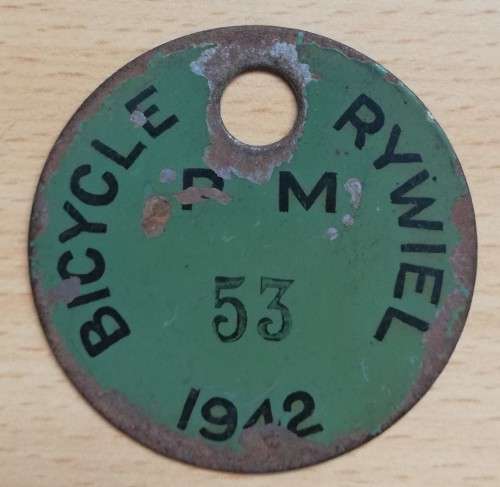 BICYCLE
RYWIEL
P M
53
1942